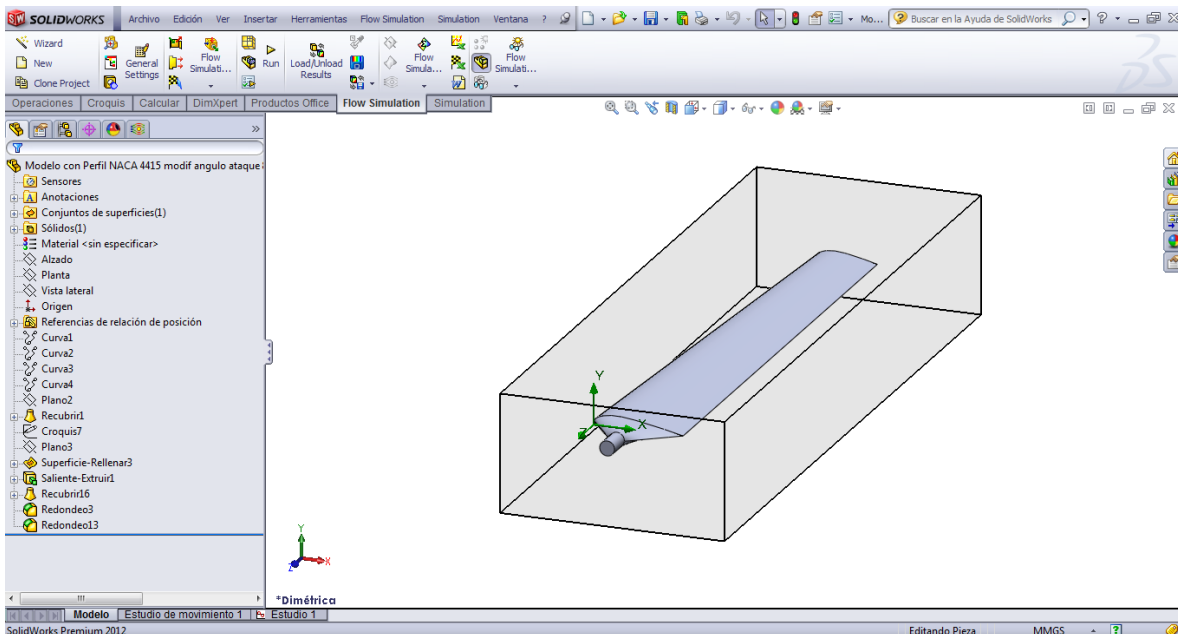 SOLIDWORKS Archivo Edición Ver Insertar Herramientas Flow Simulation Simulation Ventana ? Mo... Buscar en la Ayuda de SolidWorks
Wizard
New
Clone Project
General Settings
Flow Simulati...
Run
Load/Unload Results
Flow Simula...
Flow Simulati...
Operaciones Croquis Calcular DimXpert Productos Office Flow Simulation Simulation
Modelo con Perfil NACA 4415 modif angulo ataque
Sensores
Anotaciones
Conjuntos de superficies(1)
Sólidos(1)
Material <sin especificar>
Alzado
Planta
Vista lateral
Origen
Referencias de relación de posición
Curva1
Curva2
Curva3
Curva4
Plano2
Recubrir1
Croquis7
Plano3
Superficie-Rellenar3
Saliente-Extruir1
Recubrir16
Redondeo3
Redondeo13
Y
X
Z
Y
X
Z
*Dimétrica
Modelo Estudio de movimiento 1 Estudio 1
SolidWorks Premium 2012 Editando Pieza MMGS